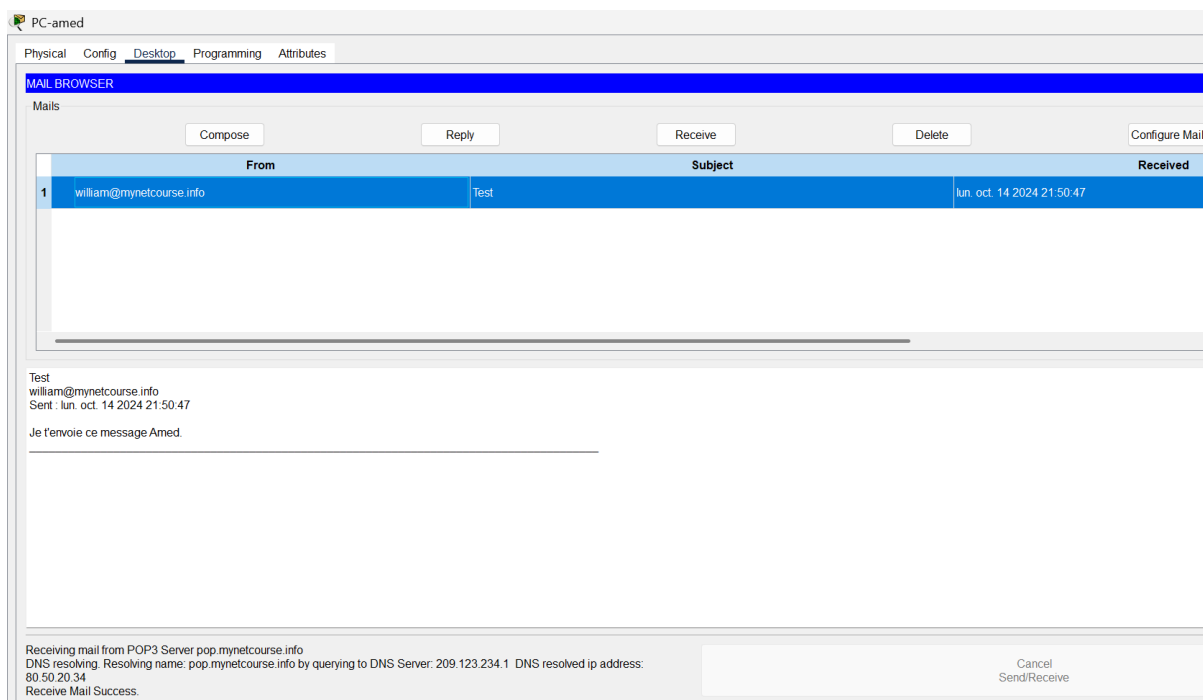 PC-amed
Physical Config Desktop Programming Attributes
MAIL BROWSER
Mails
Compose Reply Receive Delete Configure Mail
From Subject Received
1 william@mynetcourse.info Test lun. oct. 14 2024 21:50:47
Test
william@mynetcourse.info
Sent : lun. oct. 14 2024 21:50:47
Je t'envoie ce message Amed.
Receiving mail from POP3 Server pop.mynetcourse.info
DNS resolving. Resolving name: pop.mynetcourse.info by querying to DNS Server: 209.123.234.1 DNS resolved ip address:
80.50.20.34
Receive Mail Success.
Cancel
Send/Receive